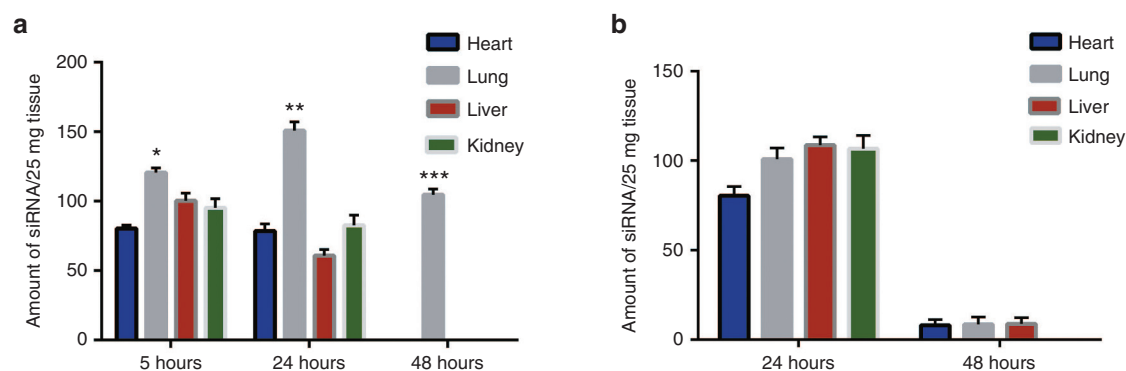 a
Amount of siRNA/25 mg tissue
200
150
100
50
0
*
**
***
5 hours
24 hours
48 hours
Heart
Lung
Liver
Kidney
b
Amount of siRNA/25 mg tissue
150
100
50
0
24 hours
48 hours
Heart
Lung
Liver
Kidney